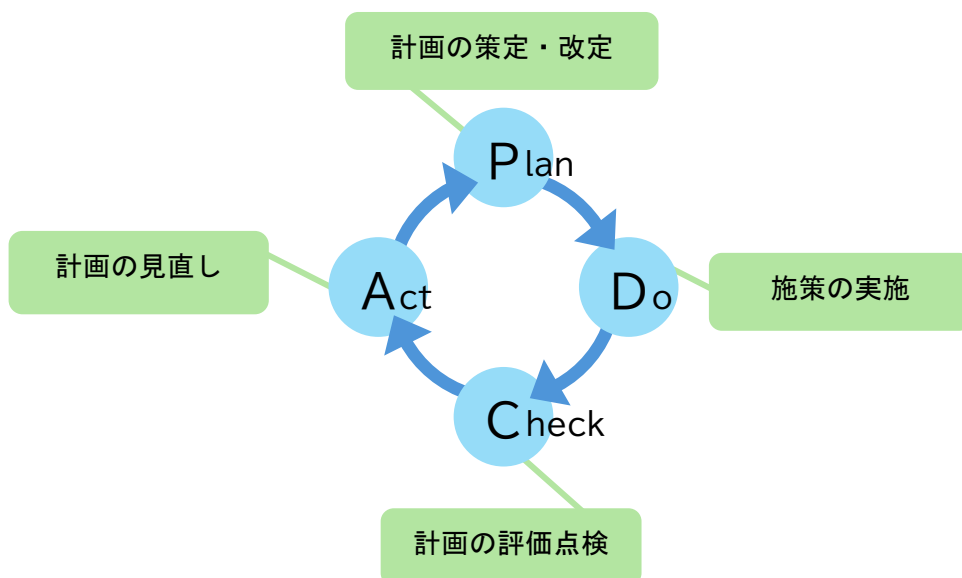 計画の策定・改定
Plan
計画の見直し
Act
Do
施策の実施
Check
計画の評価点検